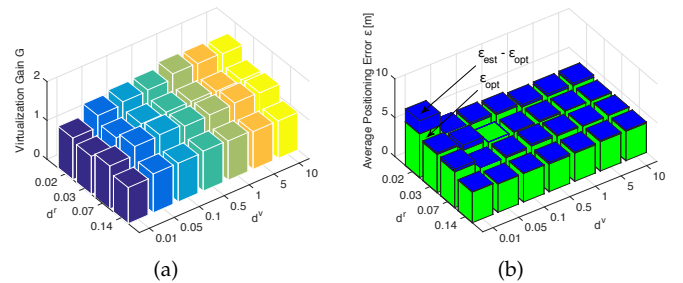 Virtualization Gain G
2
1
0
0.02
0.03
0.07
0.14
d^r
0.01
0.05
0.1
0.5
1
5
10
d^v
(a)
Average Positioning Error ε [m]
10
5
0
ε_est - ε_opt
ε_opt
0.02
0.03
0.07
0.14
d^r
0.01
0.05
0.1
0.5
1
5
10
d^v
(b)